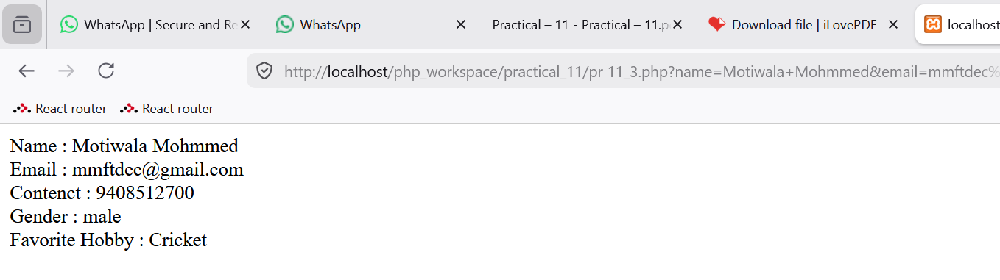 WhatsApp | Secure and Re
WhatsApp
Practical – 11 - Practical – 11.p
Download file | iLovePDF
localhost
http://localhost/php_workspace/practical_11/pr 11_3.php?name=Motiwala+Mohmmed&email=mmftdec%
React router
React router
Name : Motiwala Mohmmed
Email : mmftdec@gmail.com
Contenct : 9408512700
Gender : male
Favorite Hobby : Cricket